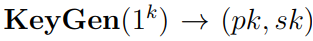 KeyGen(1^k) → (pk, sk)